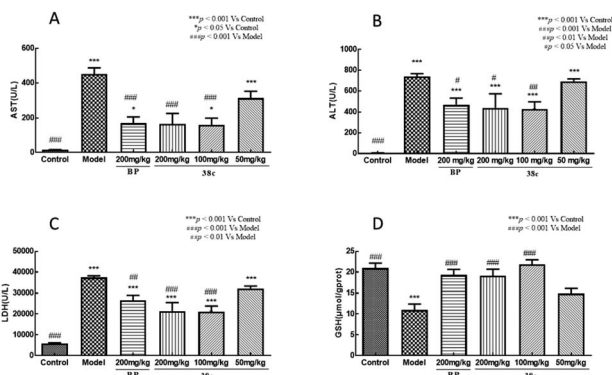 A
***p < 0.001 Vs Control
*p < 0.05 Vs Control
###p < 0.001 Vs Model
AST(U/L)
600
400
200
0
###
***
###
*
###
###
*
***
Control Model 200mg/kg 200mg/kg 100mg/kg 50mg/kg
BP 38c
B
***p < 0.001 Vs Control
###p < 0.001 Vs Model
##p < 0.01 Vs Model
#p < 0.05 Vs Model
ALT(U/L)
1000
800
600
400
200
0
###
***
#
***
#
***
##
***
***
Control Model 200 mg/kg 200 mg/kg 100 mg/kg 50 mg/kg
BP 38c
C
***p < 0.001 Vs Control
###p < 0.001 Vs Model
##p < 0.01 Vs Model
LDH(U/L)
50000
40000
30000
20000
10000
0
###
***
##
***
###
***
###
***
***
Control Model 200mg/kg 200mg/kg 100mg/kg 50mg/kg
BP 38c
D
***p < 0.001 Vs Control
###p < 0.001 Vs Model
GSH(μmol/gprot)
25
20
15
10
5
0
###
***
###
###
###
Control Model 200mg/kg 200mg/kg 100mg/kg 50mg/kg
BP 38c